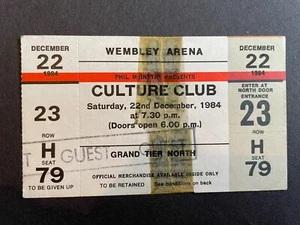 DECEMBER
22
1984
23
ROW
H
SEAT
79
TO BE GIVEN UP
WEMBLEY ARENA
PHIL McINTYRE PRESENTS
CULTURE CLUB
Saturday, 22nd December, 1984
at 7.30 p.m.
(Doors open 6.00 p.m.)
GUEST
GRAND TIER NORTH
OFFICIAL MERCHANDISE AVAILABLE INSIDE ONLY
TO BE RETAINED See conditions on back
DECEMBER
22
1984
ENTER AT
NORTH DOOR
ENTRANCE
23
ROW
H
SEAT
79